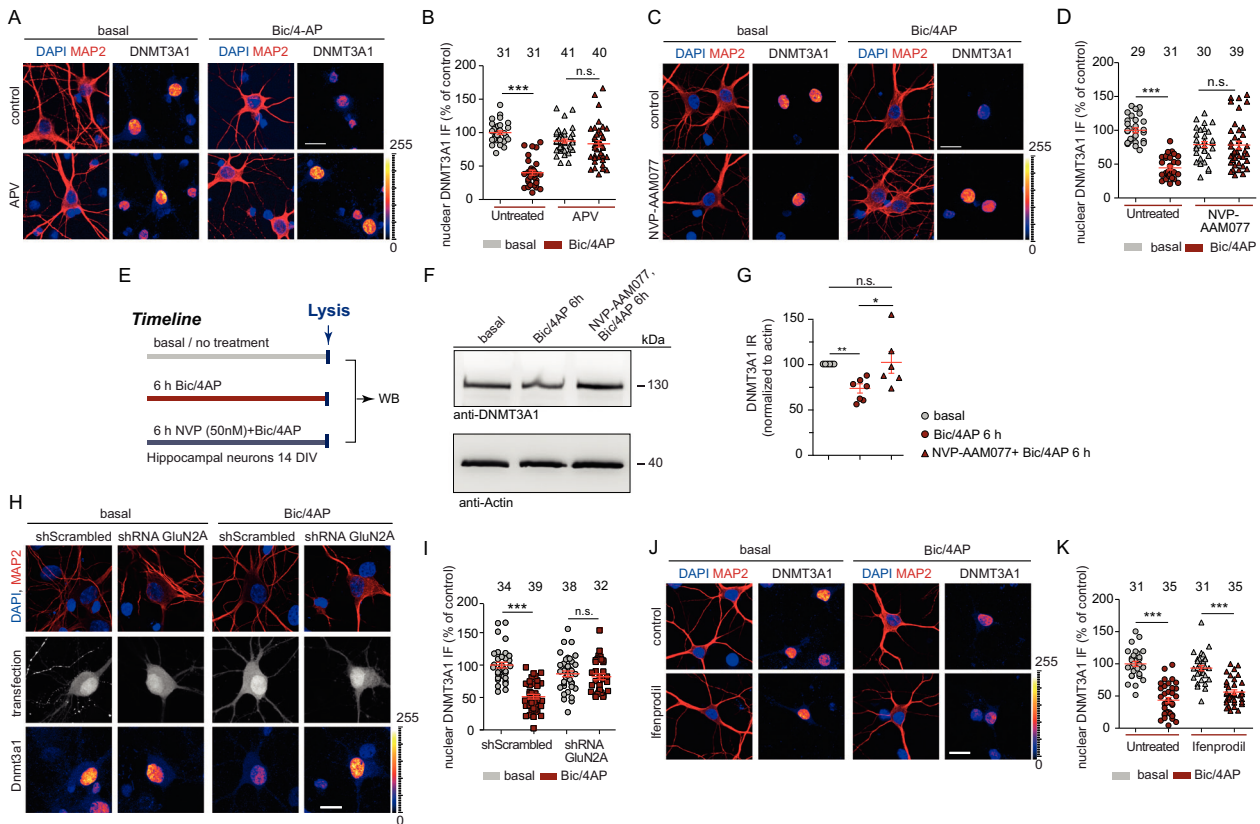 A
basal
Bic/4-AP
DAPI MAP2
DNMT3A1
DAPI MAP2
DNMT3A1
control
APV
255
0
B
nuclear DNMT3A1 IF (% of control)
31 31 41 40
***
n.s.
200
150
100
50
0
Untreated
APV
basal
Bic/4AP
C
basal
Bic/4AP
DAPI MAP2
DNMT3A1
DAPI MAP2
DNMT3A1
control
NVP-AAM077
255
0
D
nuclear DNMT3A1 IF (% of control)
29 31 30 39
***
n.s.
200
150
100
50
0
Untreated
NVP-
AAM077
basal
Bic/4AP
E
Timeline
Lysis
basal / no treatment
6 h Bic/4AP
WB
6 h NVP (50nM)+Bic/4AP
Hippocampal neurons 14 DIV
F
basal
Bic/4AP 6h
NVP-AAM077,
Bic/4AP 6h
kDa
130
anti-DNMT3A1
40
anti-Actin
G
DNMT3A1 IR
(normalized to actin)
n.s.
*
**
150
100
75
50
0
basal
Bic/4AP 6 h
NVP-AAM077+ Bic/4AP 6 h
H
basal
Bic/4AP
shScrambled
shRNA GluN2A
shScrambled
shRNA GluN2A
DAPI, MAP2
transfection
Dnmt3a1
255
0
I
nuclear DNMT3A1 IF (% of control)
34 39 38 32
***
n.s.
200
150
100
50
0
shScrambled
shRNA
GluN2A
basal
Bic/4AP
J
basal
Bic/4AP
DAPI MAP2
DNMT3A1
DAPI MAP2
DNMT3A1
control
Ifenprodil
255
0
K
nuclear DNMT3A1 IF (% of control)
31 35 31 35
***
***
200
150
100
50
0
Untreated
Ifenprodil
basal
Bic/4AP